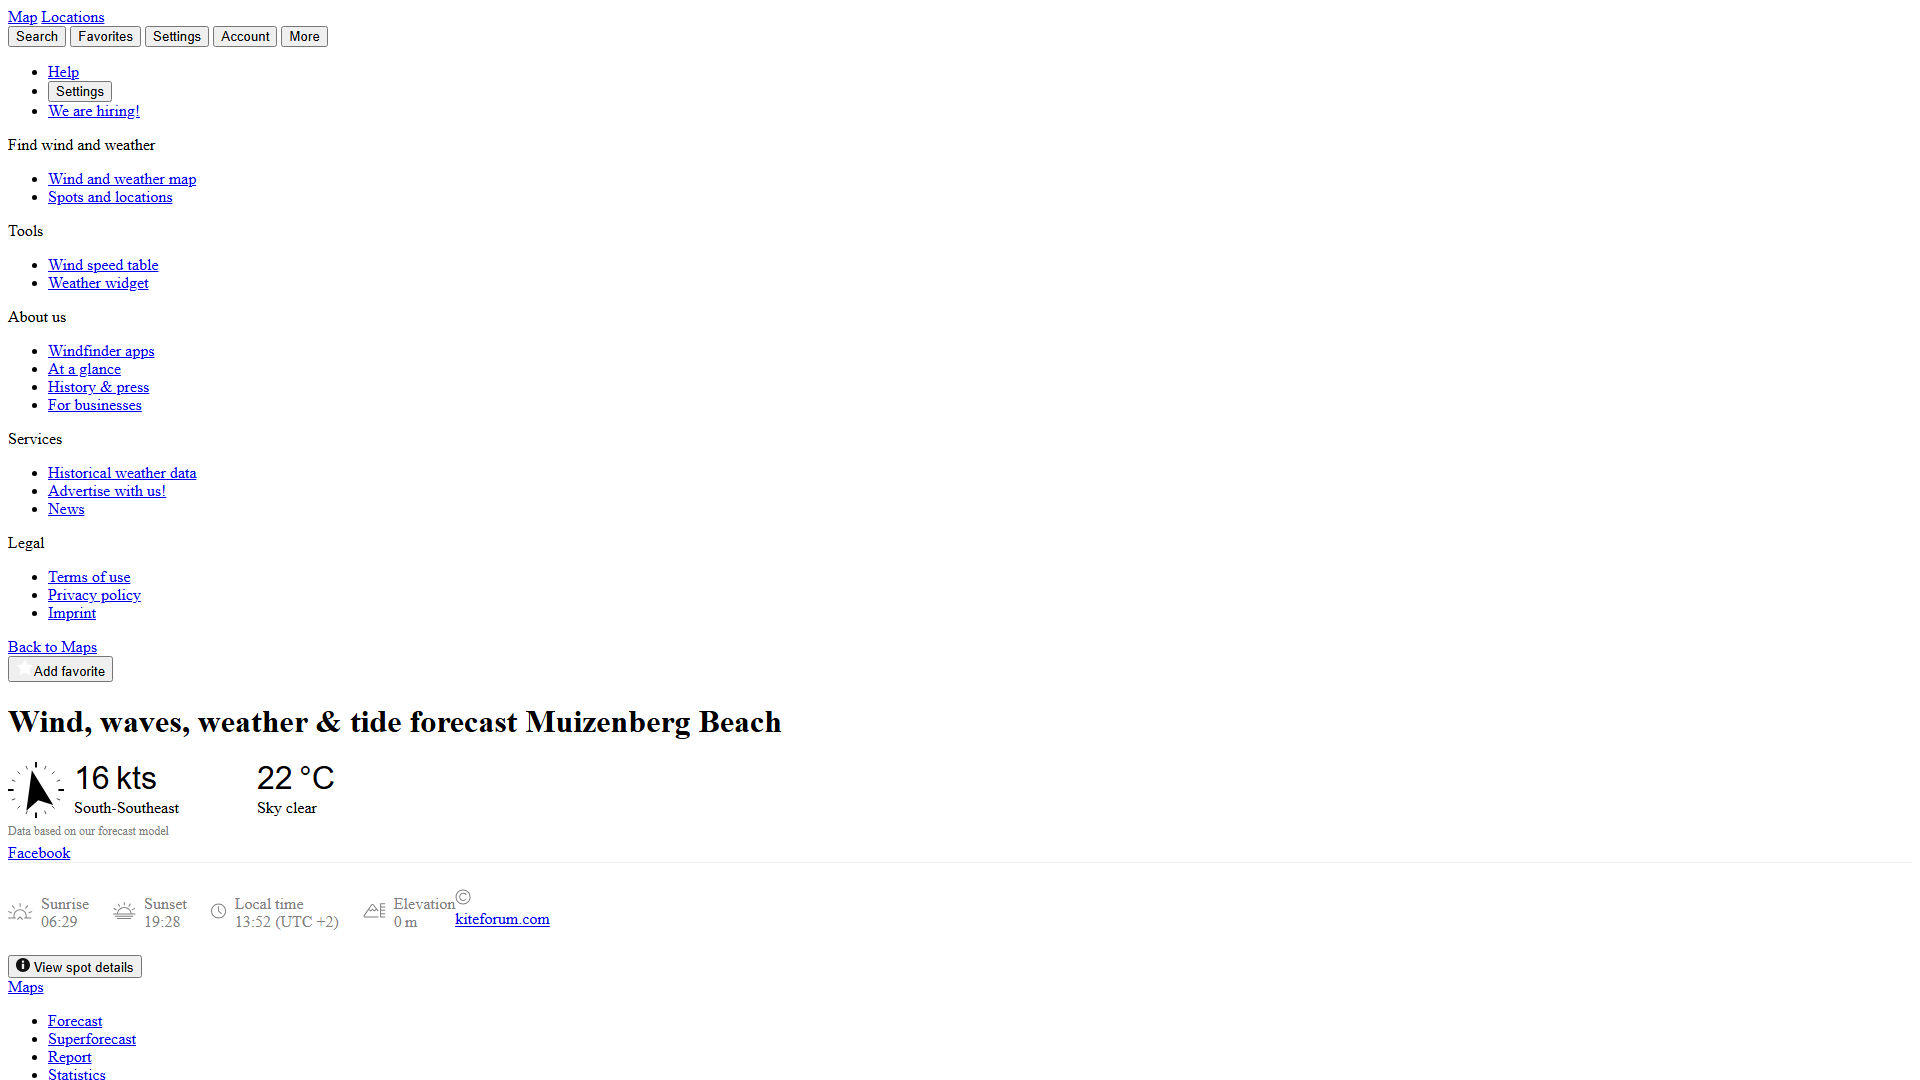 Map Locations
Search Favorites Settings Account More
Help
Settings
We are hiring!
Find wind and weather
Wind and weather map
Spots and locations
Tools
Wind speed table
Weather widget
About us
Windfinder apps
At a glance
History & press
For businesses
Services
Historical weather data
Advertise with us!
News
Legal
Terms of use
Privacy policy
Imprint
Back to Maps
Add favorite
Wind, waves, weather & tide forecast Muizenberg Beach
16 kts 22 °C
South-Southeast Sky clear
Data based on our forecast model
Facebook
Sunrise Sunset Local time Elevation ©
06:29 19:28 13:52 (UTC +2) 0 m kiteforum.com
View spot details
Maps
Forecast
Superforecast
Report
Statistics